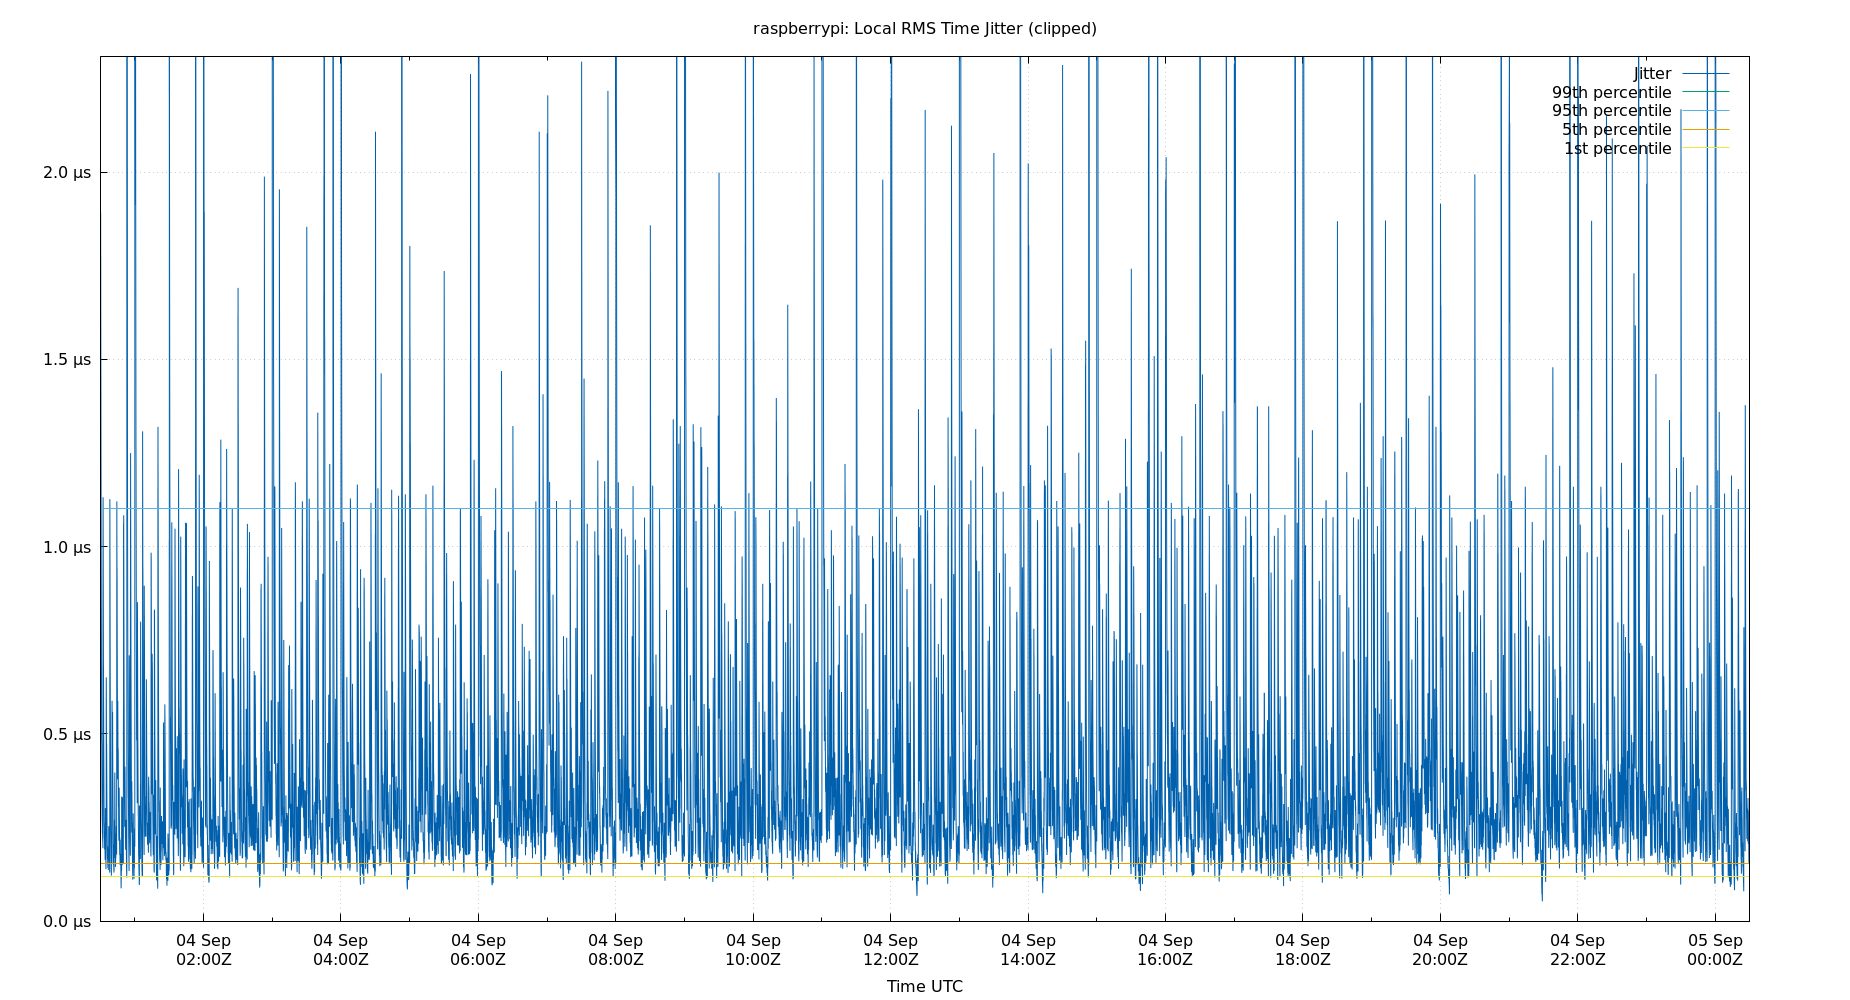 raspberrypi: Local RMS Time Jitter (clipped)
Jitter
99th percentile
95th percentile
5th percentile
1st percentile
2.0 µs
1.5 µs
1.0 µs
0.5 µs
0.0 µs
04 Sep 04 Sep 04 Sep 04 Sep 04 Sep 04 Sep 04 Sep 04 Sep 04 Sep 04 Sep 04 Sep 05 Sep
02:00Z 04:00Z 06:00Z 08:00Z 10:00Z 12:00Z 14:00Z 16:00Z 18:00Z 20:00Z 22:00Z 00:00Z
Time UTC